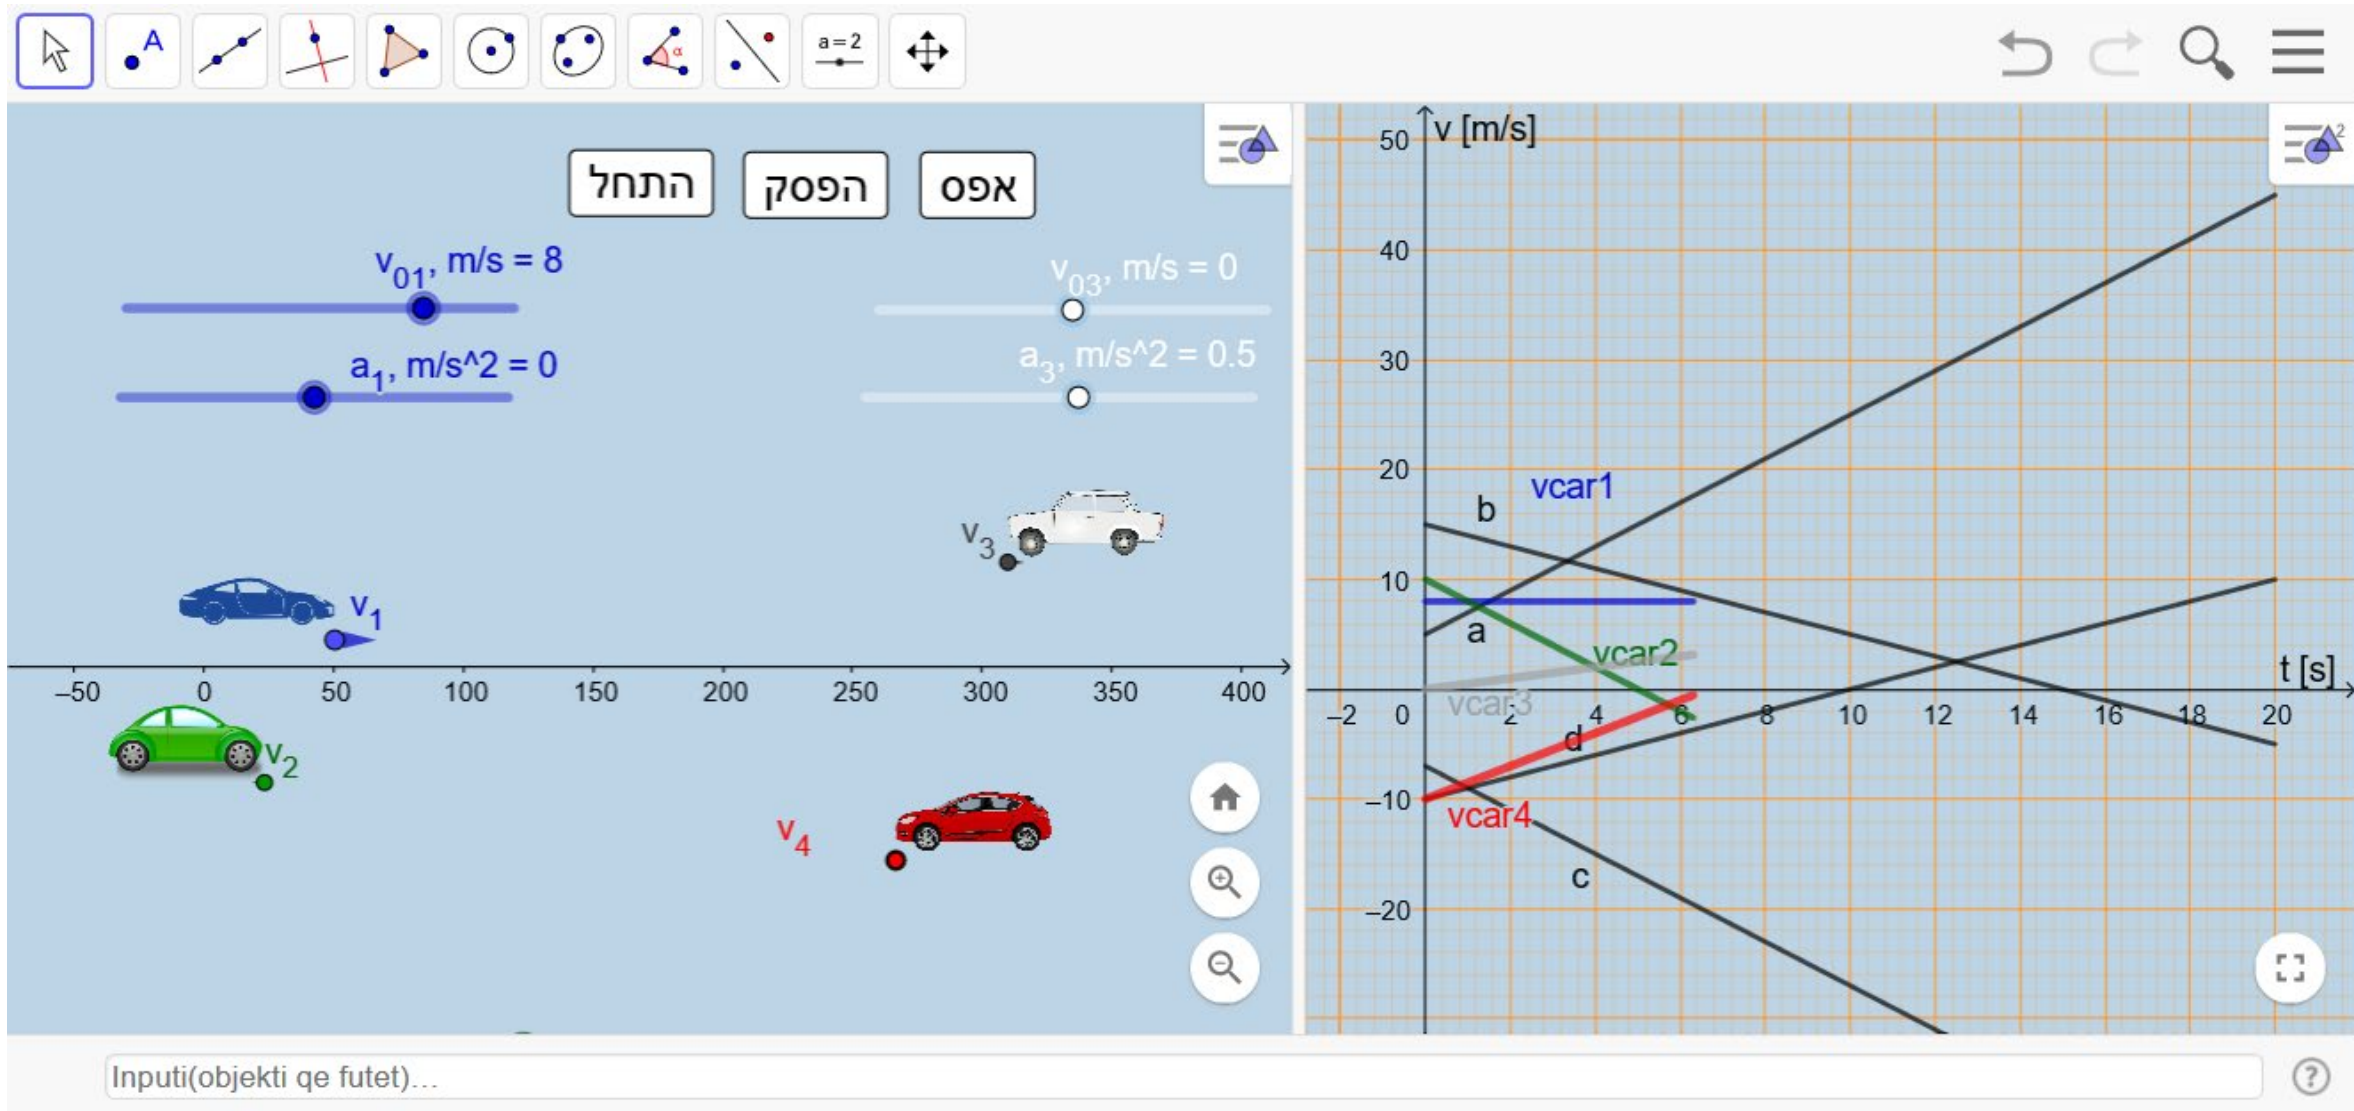 A
α
a = 2
התחל
הפסק
אפס
v01, m/s = 8
a1, m/s^2 = 0
v03, m/s = 0
a3, m/s^2 = 0.5
v3
v1
–50 0 50 100 150 200 250 300 350 400
v2
v4
2
v [m/s]
50
40
30
20
10
–10
–20
vcar1
b
a
vcar2
t [s]
vcar3
–2 0 2 4 6 8 10 12 14 16 18 20
d
vcar4
c
Inputi(objekti qe futet)...
?